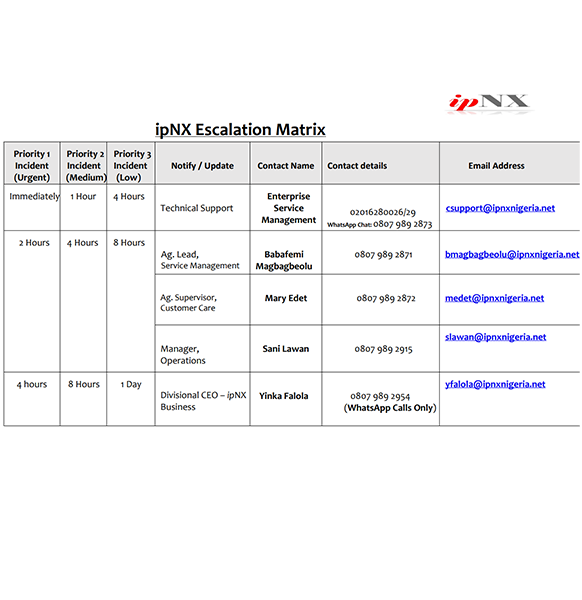 ipNX
ipNX Escalation Matrix
Priority 1
Incident
(Urgent)
Priority 2
Incident
(Medium)
Priority 3
Incident
(Low)
Notify / Update
Contact Name
Contact details
Email Address
Immediately
1 Hour
4 Hours
Technical Support
Enterprise
Service
Management
02016280026/29
WhatsApp Chat: 0807 989 2873
csupport@ipnxnigeria.net
2 Hours
4 Hours
8 Hours
Ag. Lead,
Service Management
Babafemi
Magbagbeolu
0807 989 2871
bmagbagbeolu@ipnxnigeria.net
Ag. Supervisor,
Customer Care
Mary Edet
0807 989 2872
medet@ipnxnigeria.net
Manager,
Operations
Sani Lawan
0807 989 2915
slawan@ipnxnigeria.net
4 hours
8 Hours
1 Day
Divisional CEO – ipNX
Business
Yinka Falola
0807 989 2954
(WhatsApp Calls Only)
yfalola@ipnxnigeria.net